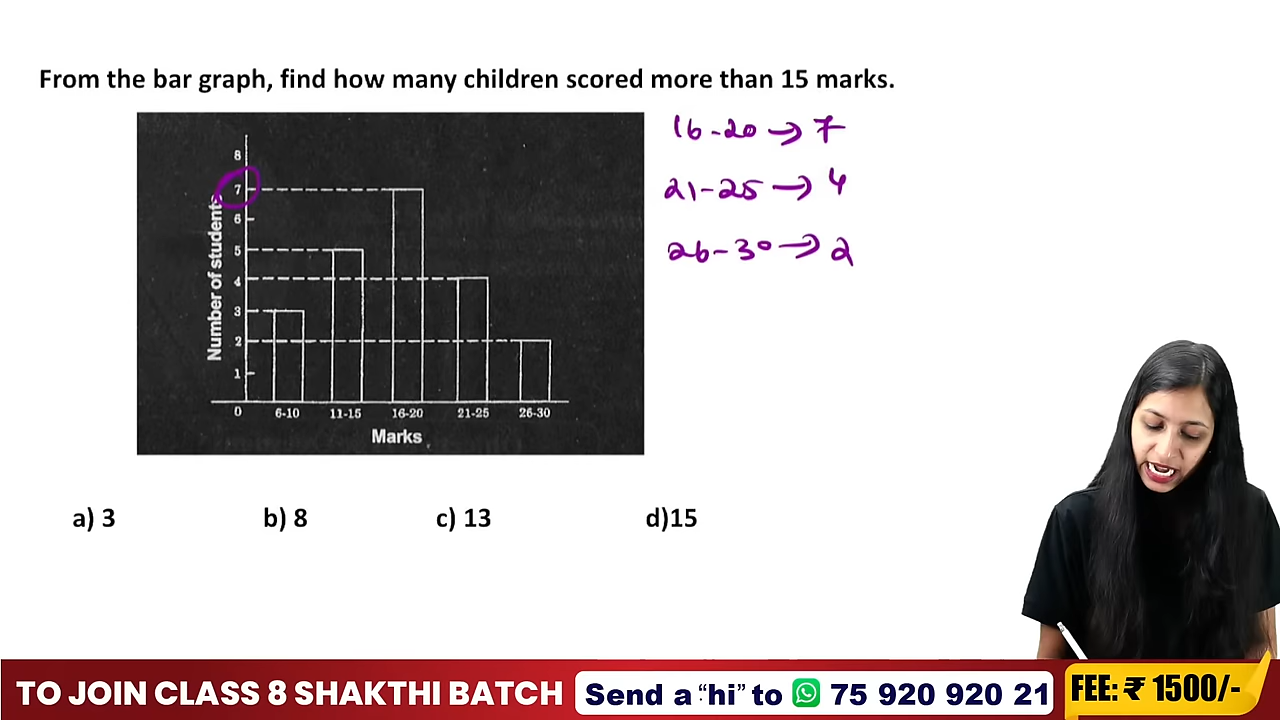 From the bar graph, find how many children scored more than 15 marks.
16-20 → 7
21-25 → 4
26-30 → 2
Number of students
8
7
6
5
4
3
2
1
0 6-10 11-15 16-20 21-25 26-30
Marks
a) 3 b) 8 c) 13 d)15
TO JOIN CLASS 8 SHAKTHI BATCH Send a “hi” to 75 920 920 21 FEE: ₹ 1500/-